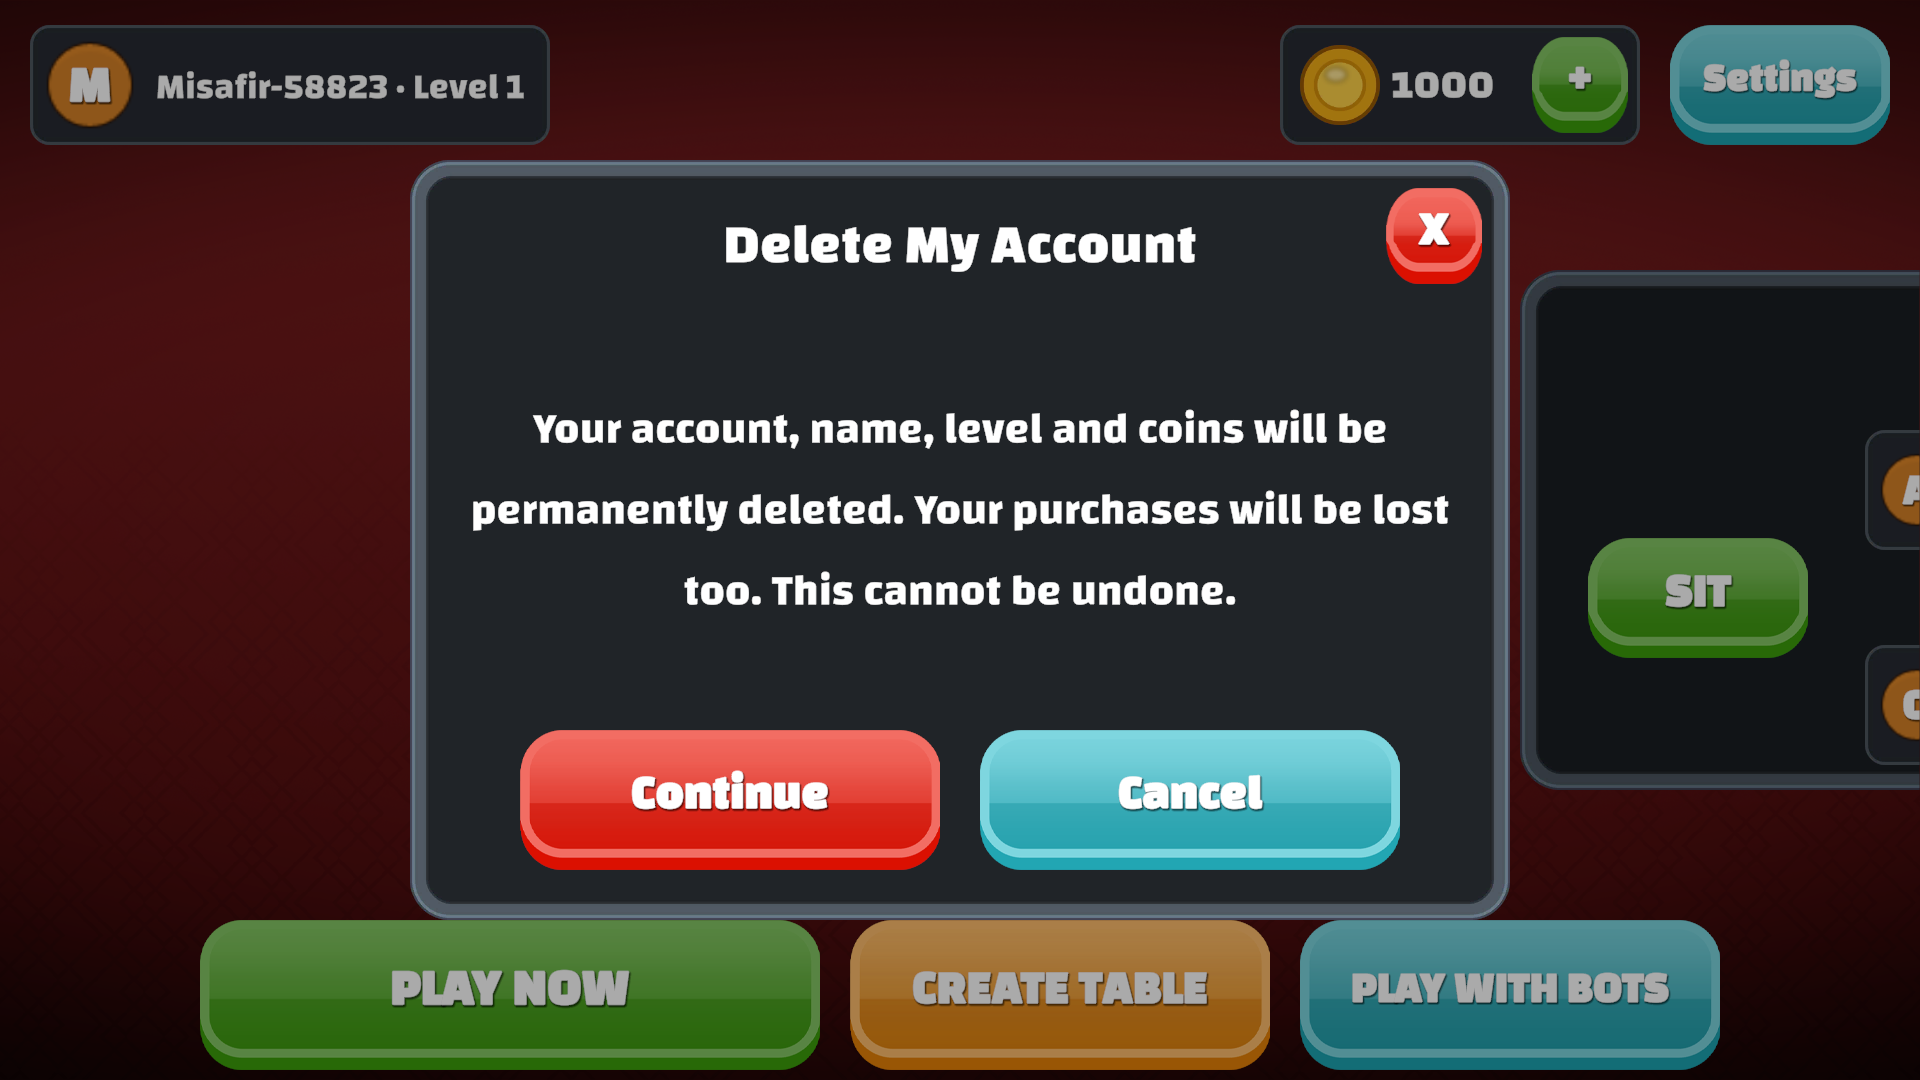 M
Misafir-58823 · Level 1
1000
+
Settings
Delete My Account
X
Your account, name, level and coins will be
permanently deleted. Your purchases will be lost
too. This cannot be undone.
Continue
Cancel
SIT
PLAY NOW
CREATE TABLE
PLAY WITH BOTS